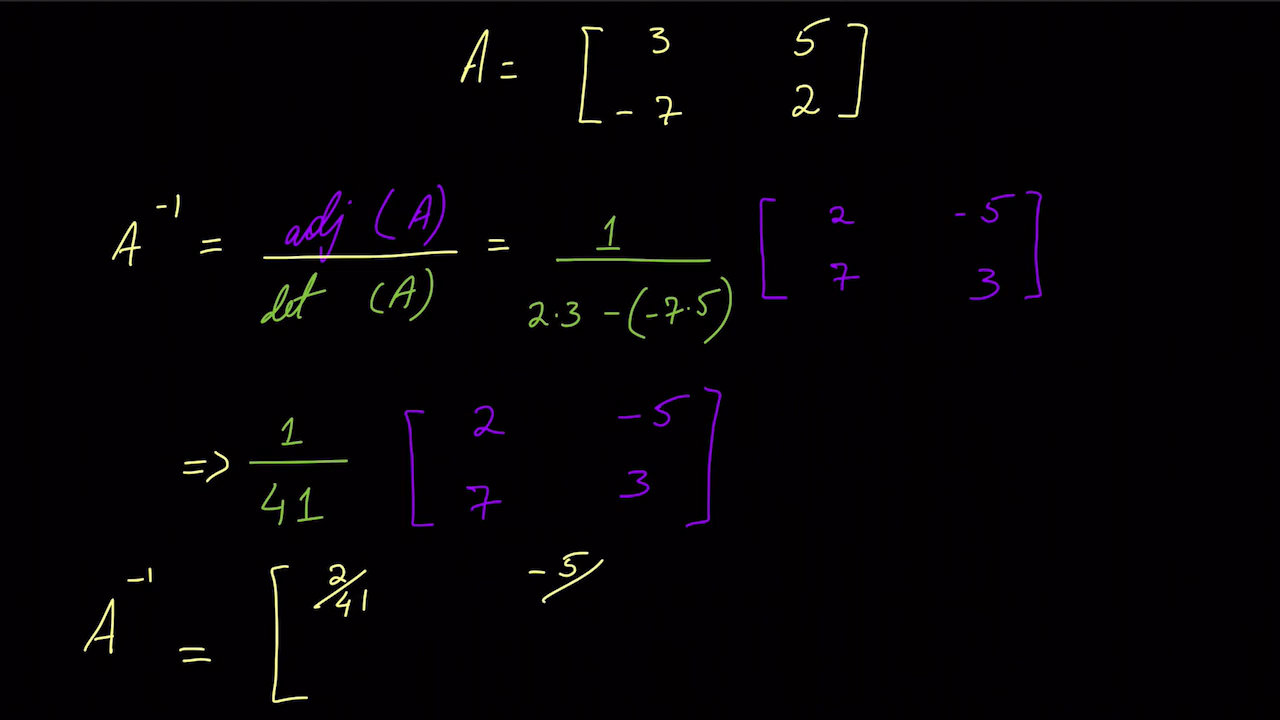 A = [ 3 5
-7 2 ]
A⁻¹ = adj (A) / det (A) = 1 / 2·3 -(-7·5) [ 2 -5
7 3 ]
=> 1/41 [ 2 -5
7 3 ]
A⁻¹ = [ 2/41 -5/